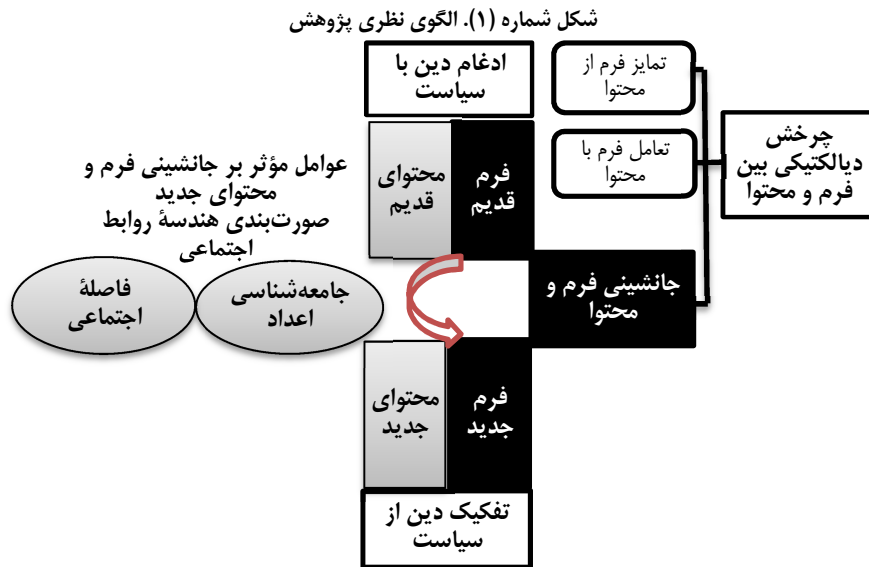 شکل شماره (۱). الگوی نظری پژوهش
ادغام دین با
سیاست
تمایز فرم از
محتوا
تعامل فرم با
محتوا
چرخش
دیالکتیکی بین
فرم و محتوا
فرم
قدیم
محتوای
قدیم
عوامل مؤثر بر جانشینی فرم و
محتوای جدید
صورت‌بندی هندسهٔ روابط
اجتماعی
جانشینی فرم و
محتوا
جامعه‌شناسی
اعداد
فاصلهٔ
اجتماعی
فرم
جدید
محتوای
جدید
تفکیک دین از
سیاست